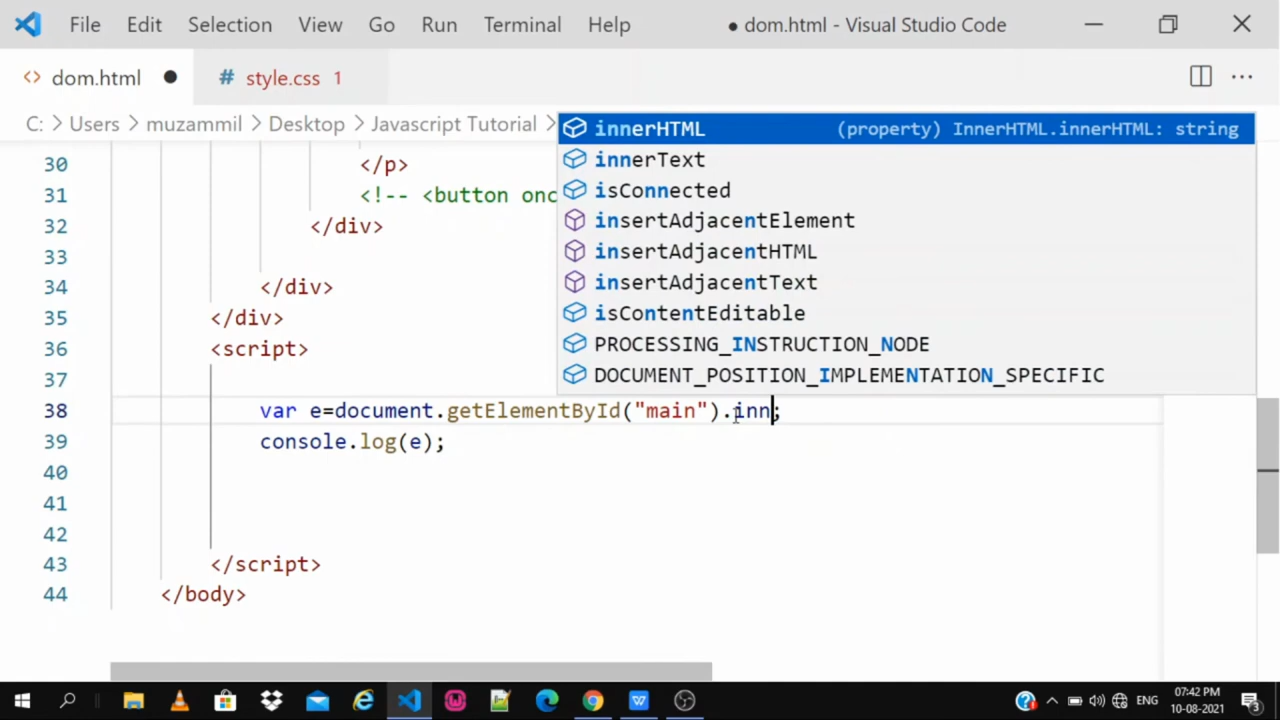 File Edit Selection View Go Run Terminal Help ● dom.html - Visual Studio Code
<> dom.html ● # style.css 1
C: > Users > muzammil > Desktop > Javascript Tutorial >
innerHTML (property) InnerHTML.innerHTML: string
innerText
isConnected
insertAdjacentElement
insertAdjacentHTML
insertAdjacentText
isContentEditable
PROCESSING_INSTRUCTION_NODE
DOCUMENT_POSITION_IMPLEMENTATION_SPECIFIC
30 </p>
31 <!-- <button onc
32 </div>
33
34 </div>
35 </div>
36 <script>
37
38 var e=document.getElementById("main").inn;
39 console.log(e);
40
41
42
43 </script>
44 </body>
ENG 07:42 PM
10-08-2021 3